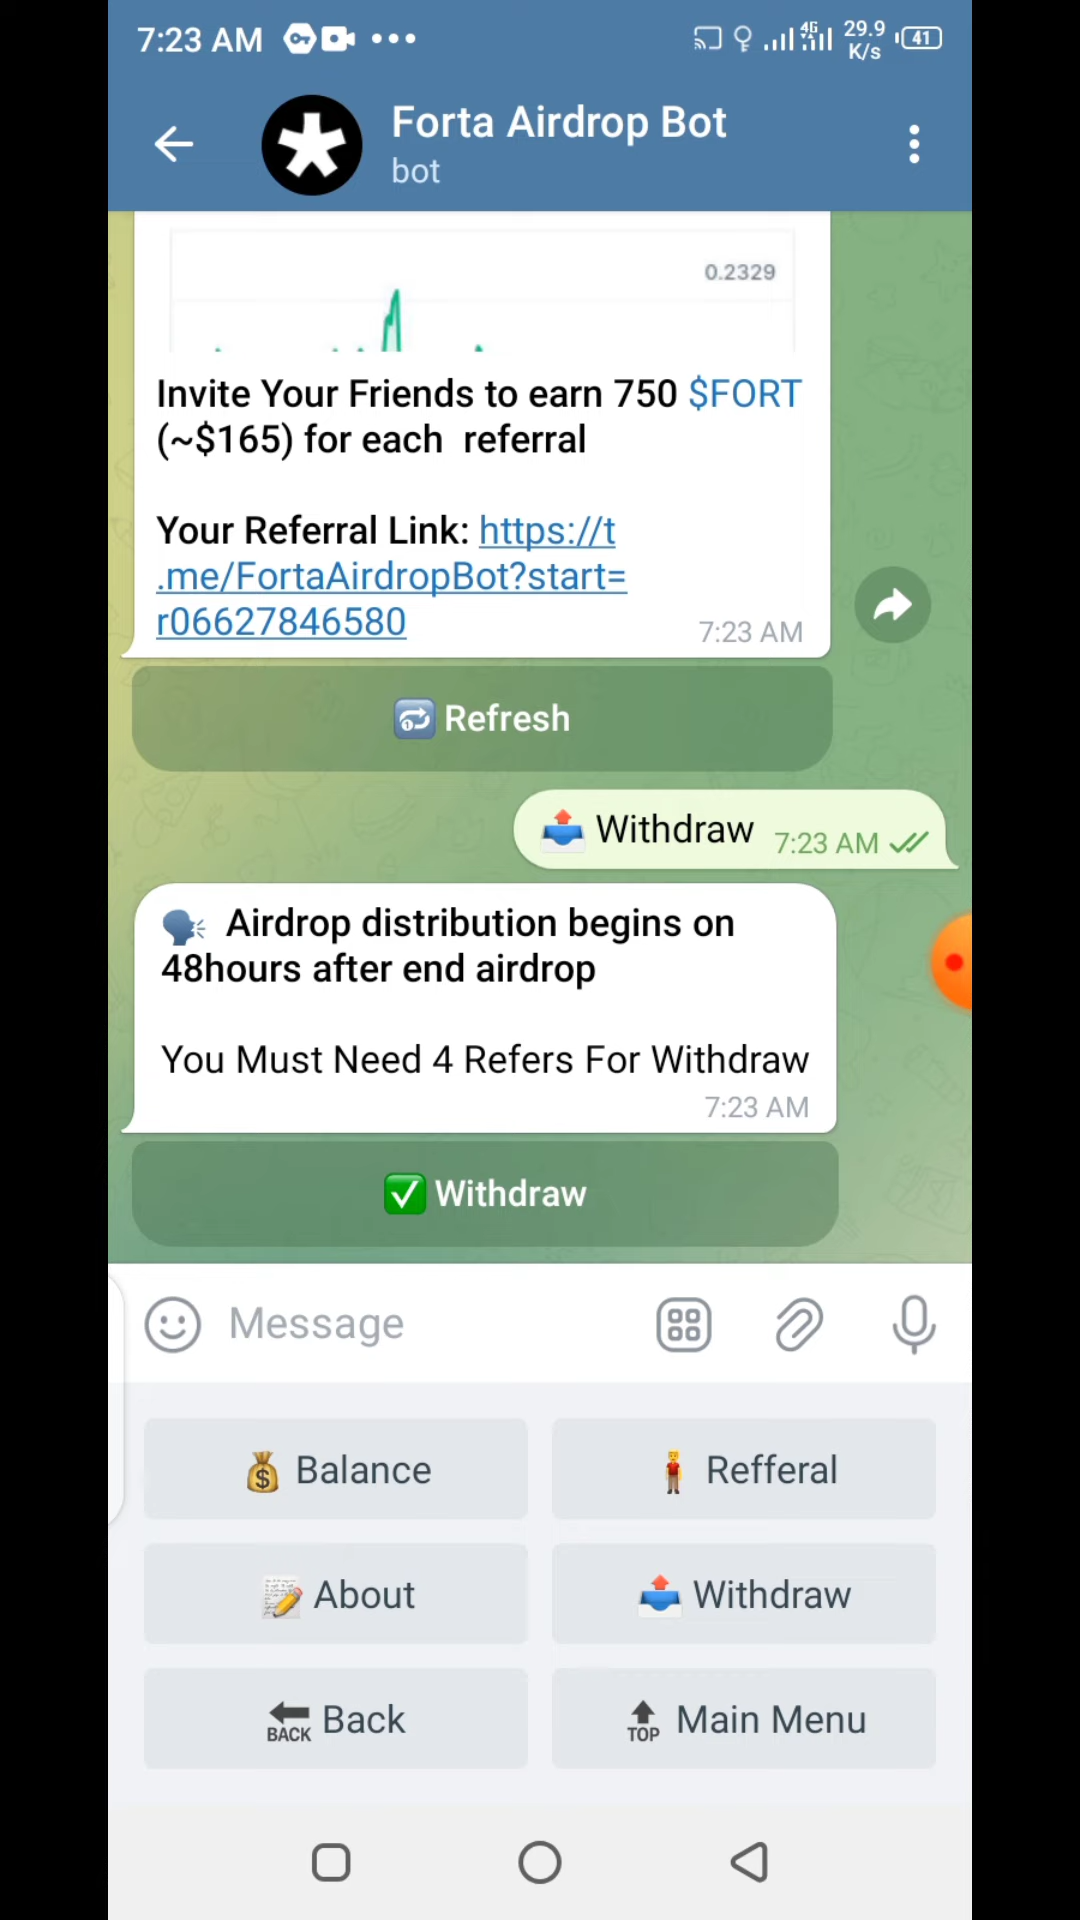 7:23 AM
4G
29.9
K/s
41
Forta Airdrop Bot
bot
0.2329
Invite Your Friends to earn 750 $FORT
(~$165) for each  referral
Your Referral Link: https://t
.me/FortaAirdropBot?start=
r06627846580
7:23 AM
Refresh
Withdraw
7:23 AM
Airdrop distribution begins on
48hours after end airdrop
You Must Need 4 Refers For Withdraw
7:23 AM
Withdraw
Message
Balance
Refferal
About
Withdraw
BACK Back
TOP Main Menu